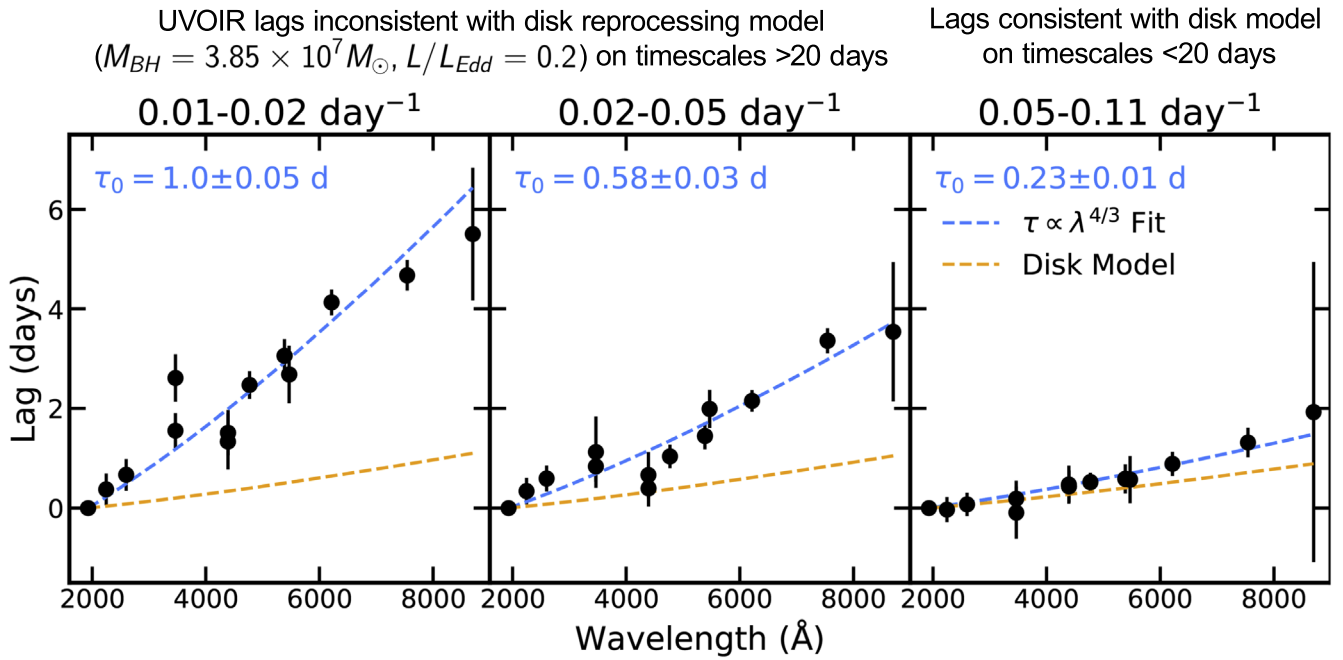 UVOIR lags inconsistent with disk reprocessing model
(M_BH = 3.85 × 10^7 M_⊙, L/L_Edd = 0.2) on timescales >20 days
Lags consistent with disk model
on timescales <20 days
0.01-0.02 day⁻¹
0.02-0.05 day⁻¹
0.05-0.11 day⁻¹
τ₀ = 1.0±0.05 d
τ₀ = 0.58±0.03 d
τ₀ = 0.23±0.01 d
τ ∝ λ^{4/3} Fit
Disk Model
Lag (days)
6
4
2
0
2000 4000 6000 8000
2000 4000 6000 8000
2000 4000 6000 8000
Wavelength (Å)